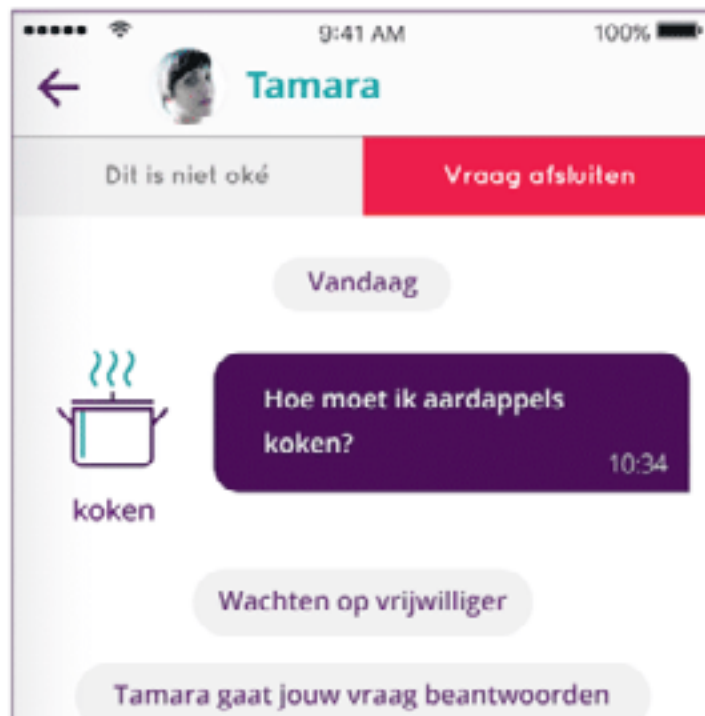 9:41 AM
100%
Tamara
Dit is niet oké
Vraag afsluiten
Vandaag
Hoe moet ik aardappels
koken?
10:34
koken
Wachten op vrijwilliger
Tamara gaat jouw vraag beantwoorden